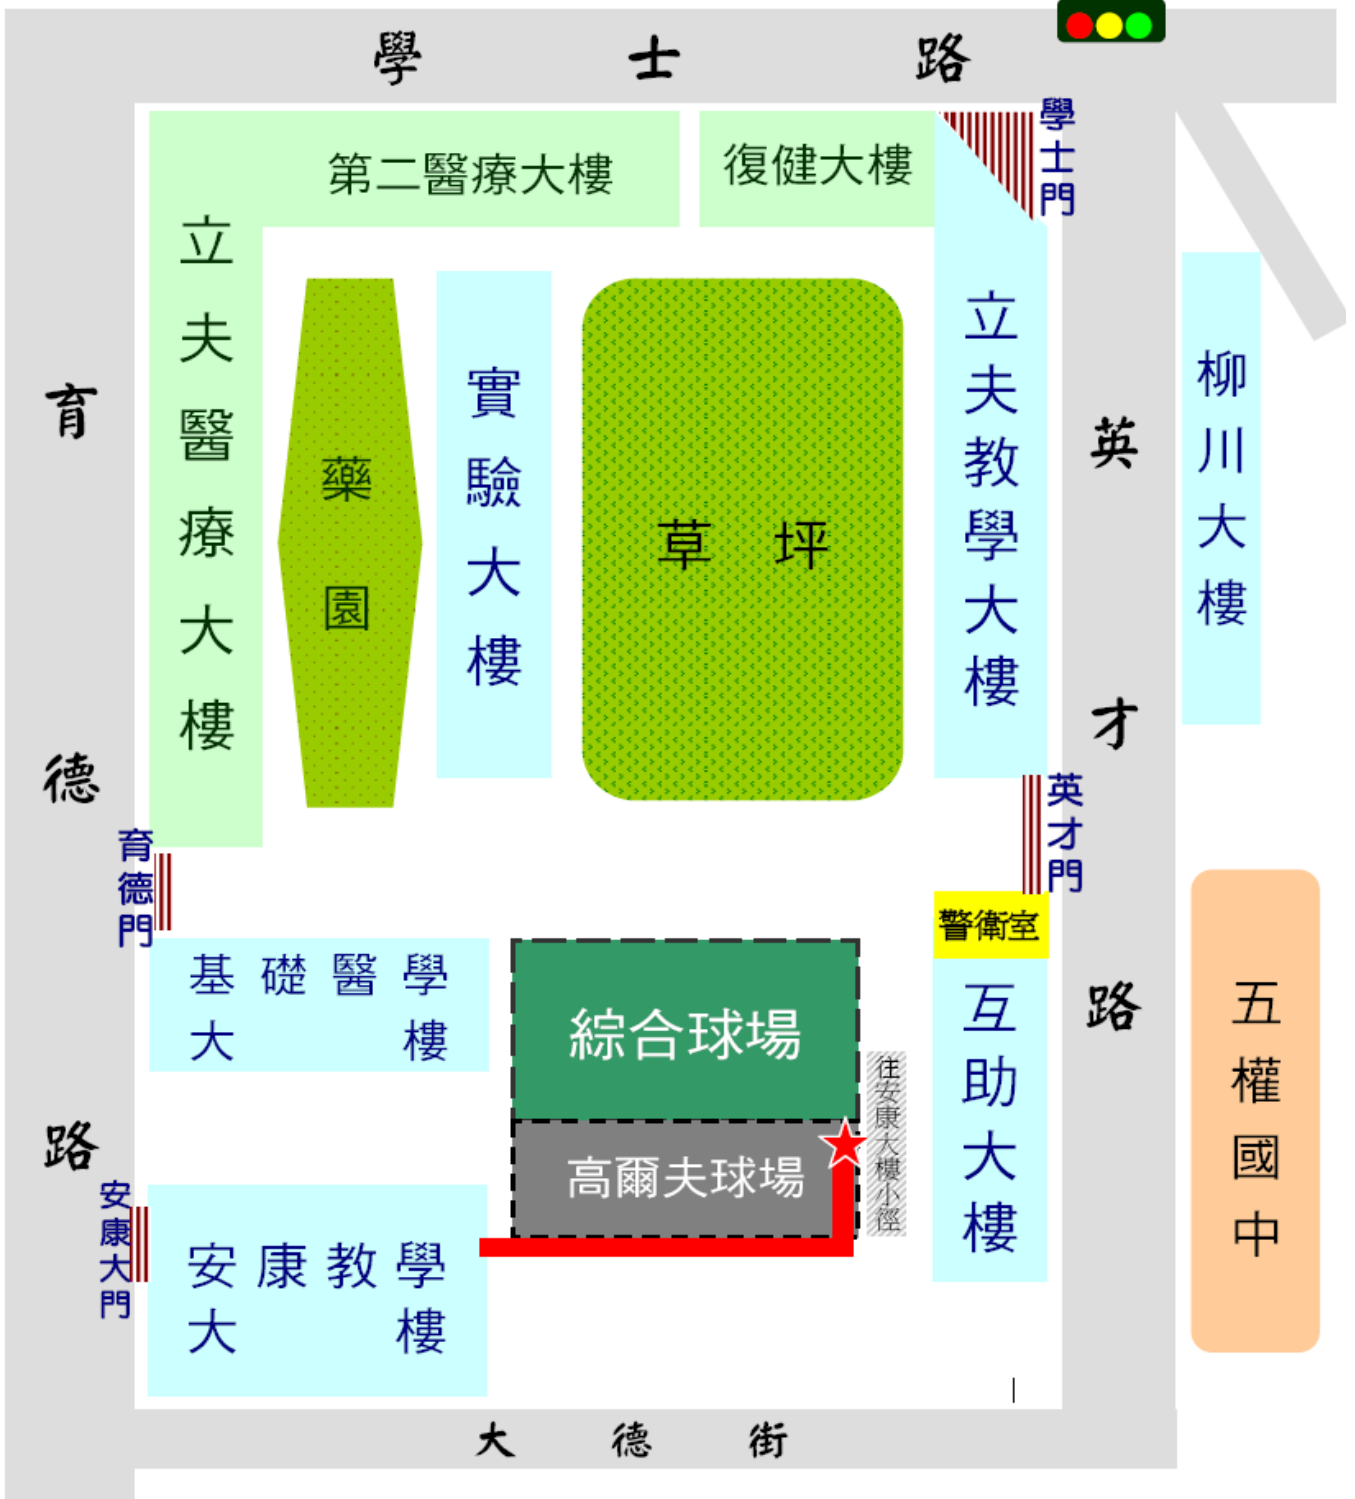 學士路
學士門
第二醫療大樓
復健大樓
立夫醫療大樓
藥園
實驗大樓
草坪
立夫教學大樓
柳川大樓
育德路
英才路
育德門
英才門
警衛室
基礎醫學
大樓
綜合球場
高爾夫球場
往安康大樓小徑
互助大樓
五權國中
安康大門
安康教學
大樓
大德街